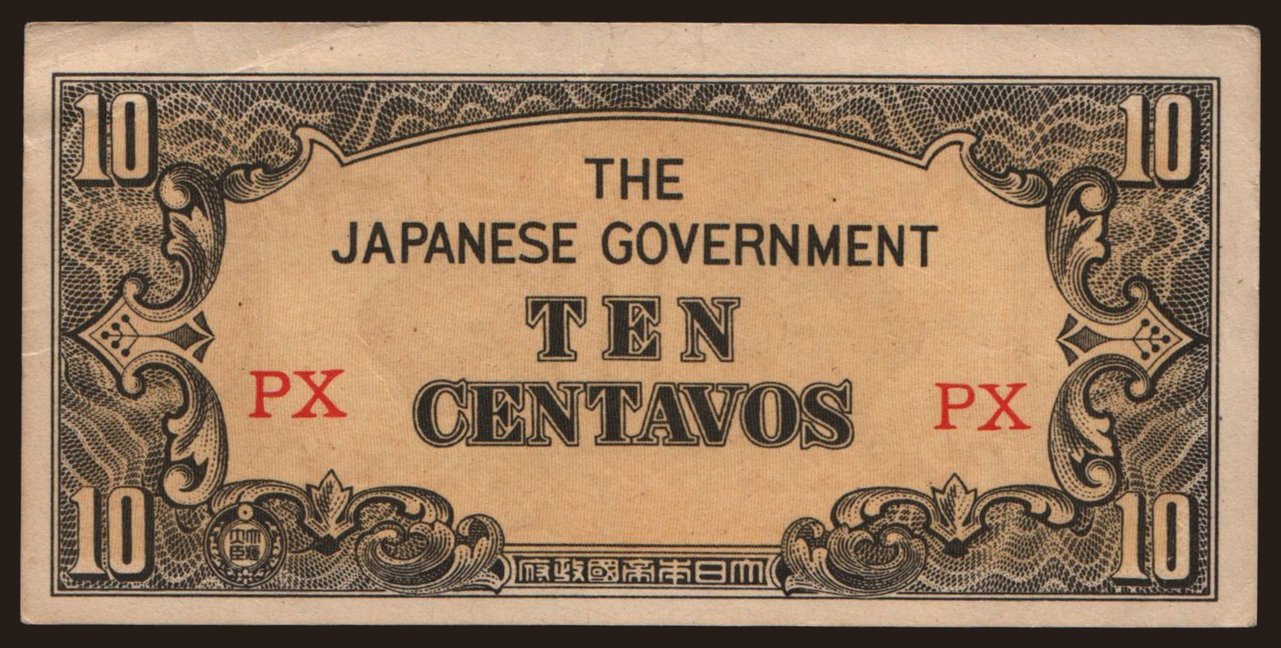 10 10
THE
JAPANESE GOVERNMENT
TEN
PX PX
CENTAVOS
10 10
府政國帝本日大